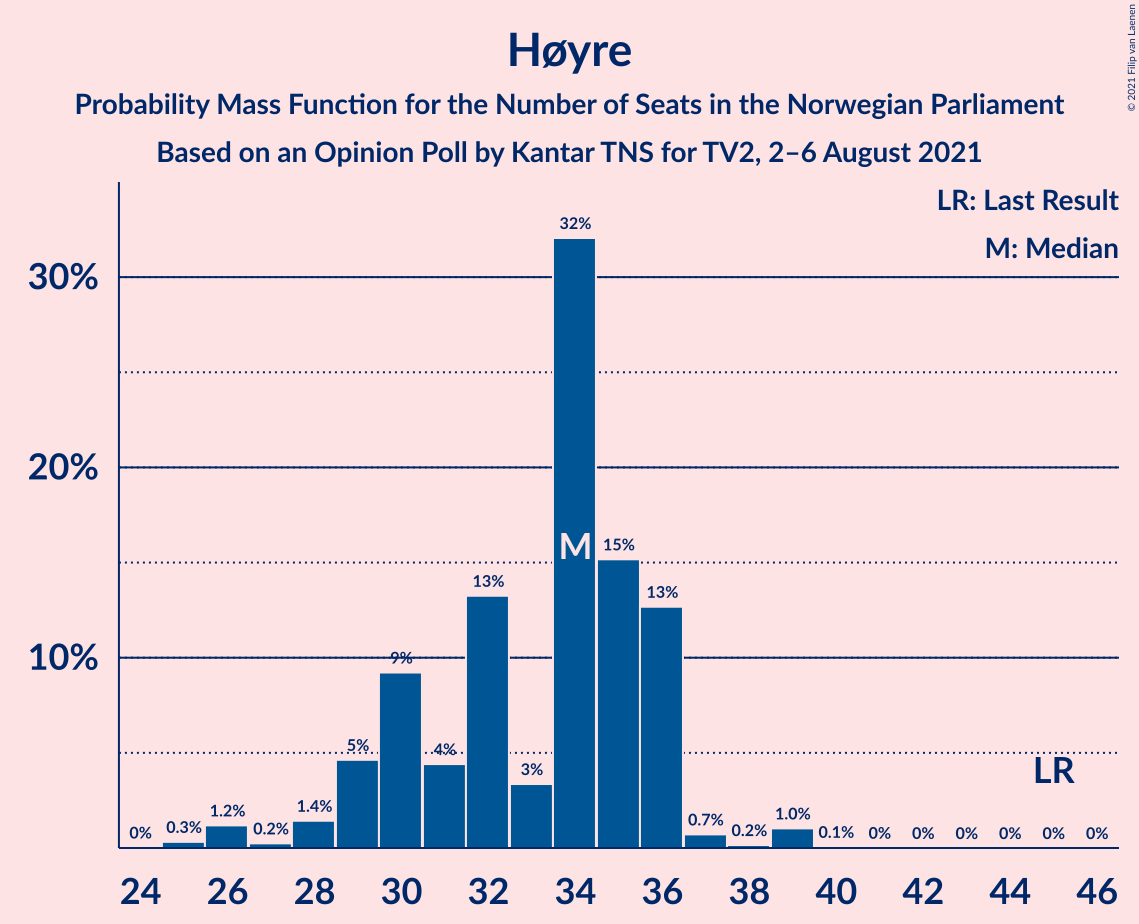 Høyre
Probability Mass Function for the Number of Seats in the Norwegian Parliament
Based on an Opinion Poll by Kantar TNS for TV2, 2–6 August 2021
© 2021 Filip van Laenen
LR: Last Result
M: Median
30%
20%
10%
0%
0.3%
1.2%
0.2%
1.4%
5%
9%
4%
13%
3%
32%
15%
13%
0.7%
0.2%
1.0%
0.1%
0%
0%
0%
0%
0%
0%
M
LR
24 26 28 30 32 34 36 38 40 42 44 46